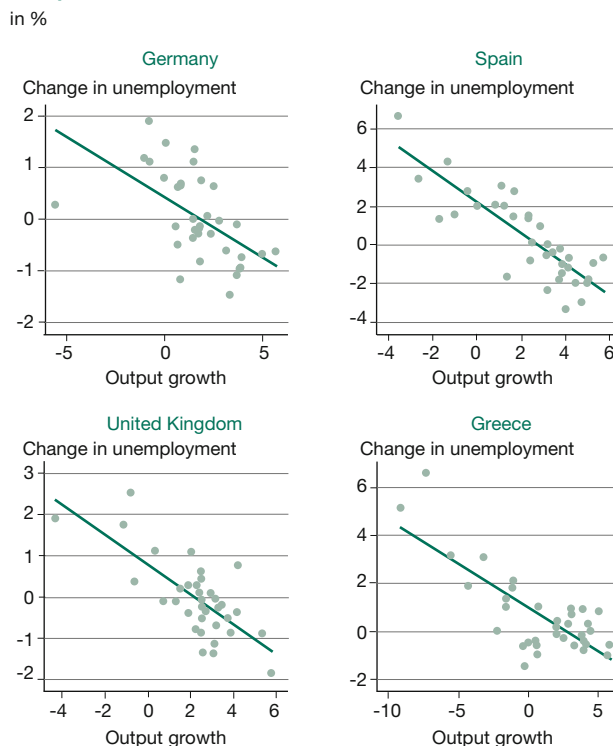 in %
Germany
Change in unemployment
2
1
0
-1
-2
-5 0 5
Output growth
Spain
Change in unemployment
6
4
2
0
-2
-4
-4 -2 0 2 4 6
Output growth
United Kingdom
Change in unemployment
3
2
1
0
-1
-2
-4 -2 0 2 4 6
Output growth
Greece
Change in unemployment
6
4
2
0
-2
-10 -5 0 5
Output growth